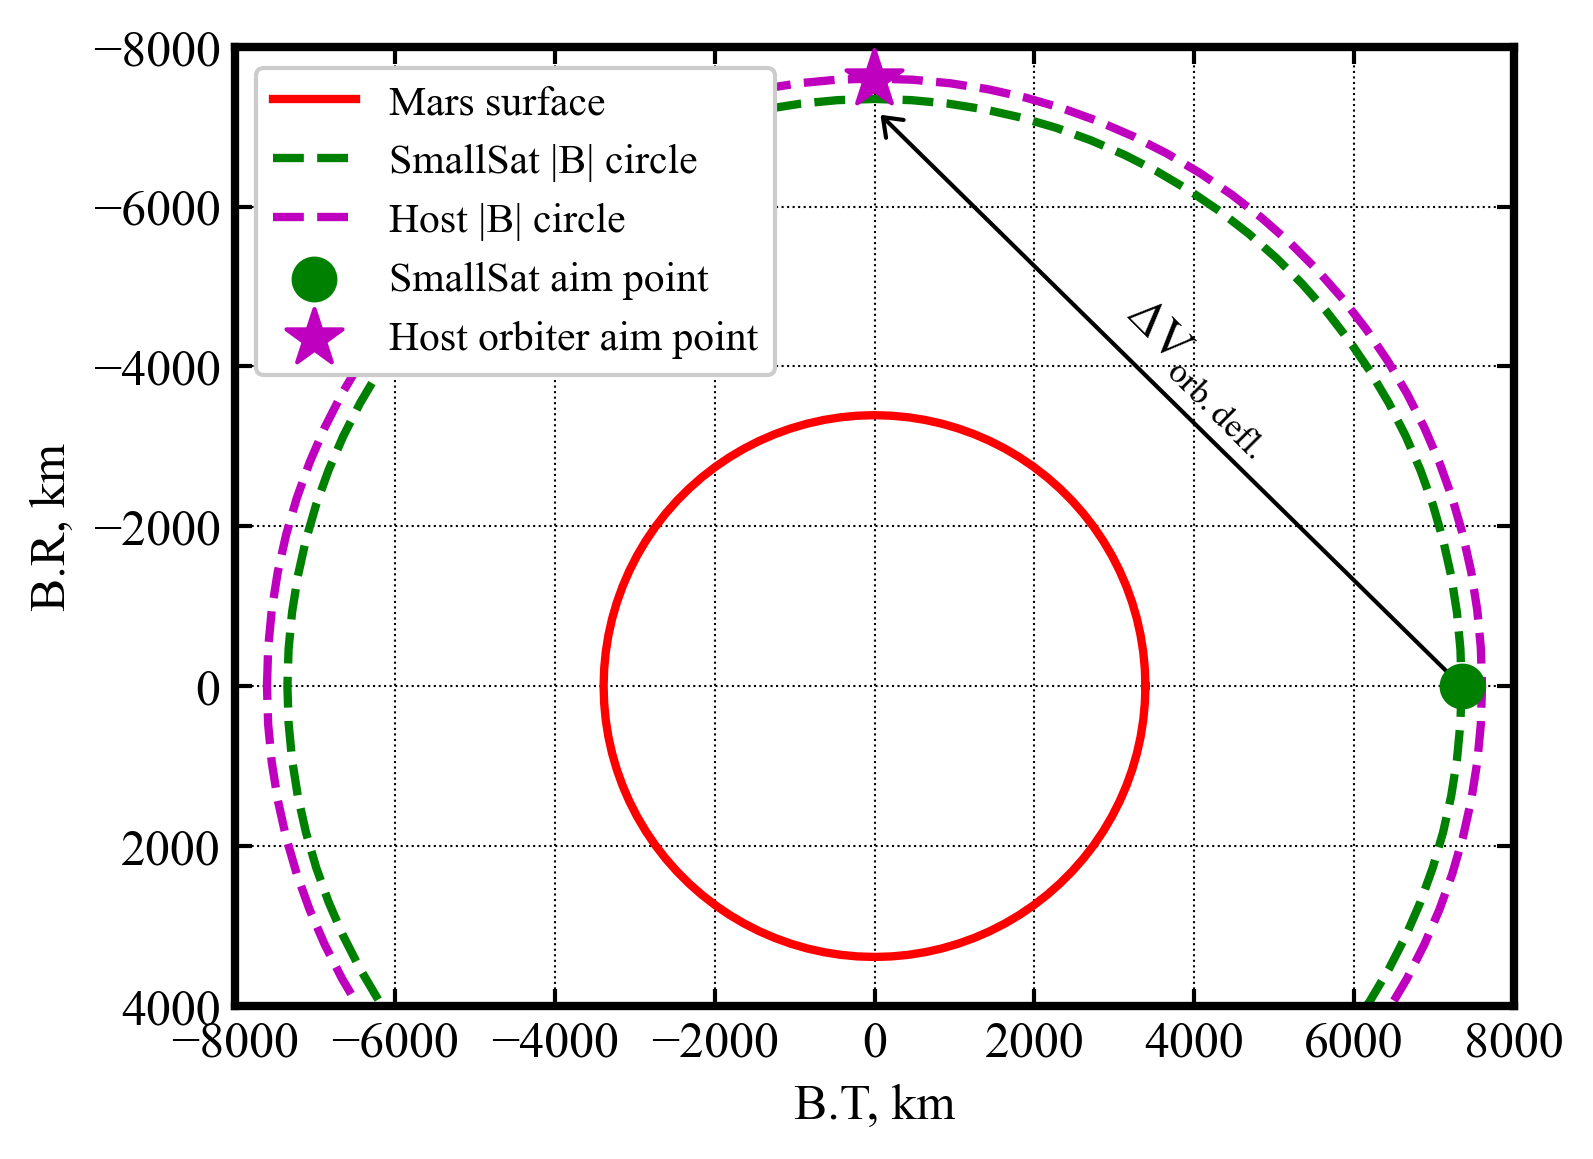 −8000
−6000
−4000
−2000
0
2000
4000
B.R, km
Mars surface
SmallSat |B| circle
Host |B| circle
SmallSat aim point
Host orbiter aim point
ΔV orb. defl.
−8000 −6000 −4000 −2000 0 2000 4000 6000 8000
B.T, km